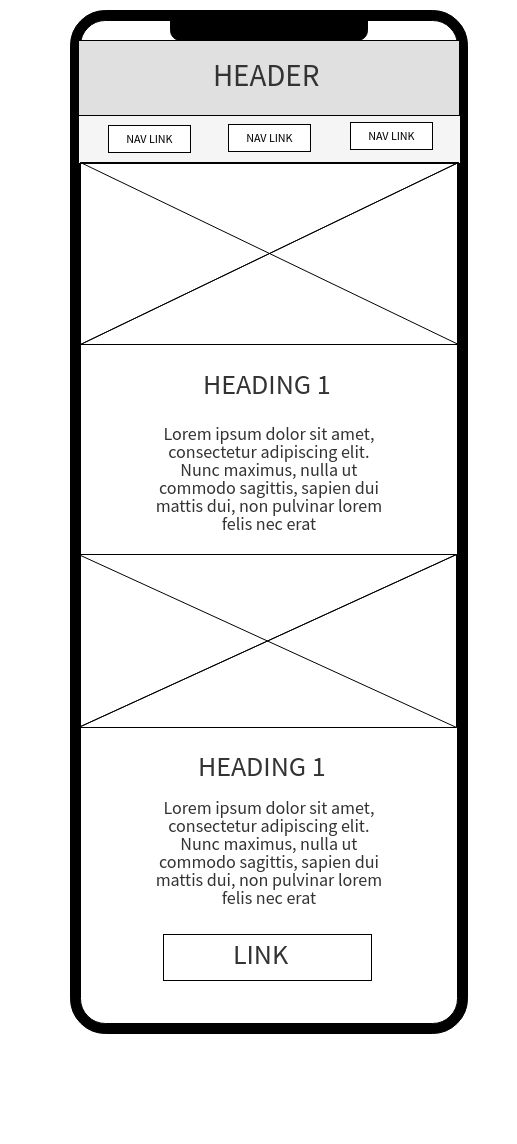 HEADER
NAV LINK NAV LINK NAV LINK
HEADING 1
Lorem ipsum dolor sit amet,
consectetur adipiscing elit.
Nunc maximus, nulla ut
commodo sagittis, sapien dui
mattis dui, non pulvinar lorem
felis nec erat
HEADING 1
Lorem ipsum dolor sit amet,
consectetur adipiscing elit.
Nunc maximus, nulla ut
commodo sagittis, sapien dui
mattis dui, non pulvinar lorem
felis nec erat
LINK